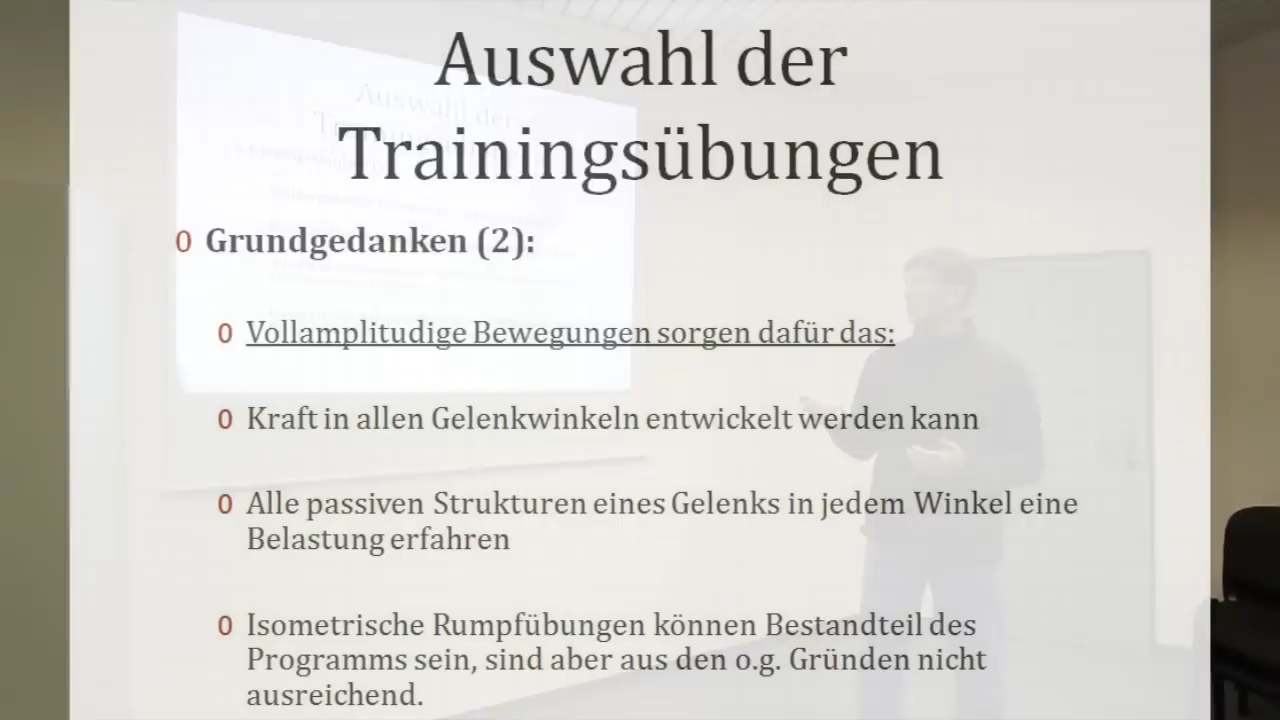 Auswahl der
Trainingsübungen
0 Grundgedanken (2):
0 Vollamplitudige Bewegungen sorgen dafür das:
0 Kraft in allen Gelenkwinkeln entwickelt werden kann
0 Alle passiven Strukturen eines Gelenks in jedem Winkel eine
Belastung erfahren
0 Isometrische Rumpfübungen können Bestandteil des
Programms sein, sind aber aus den o.g. Gründen nicht
ausreichend.
Auswahl der